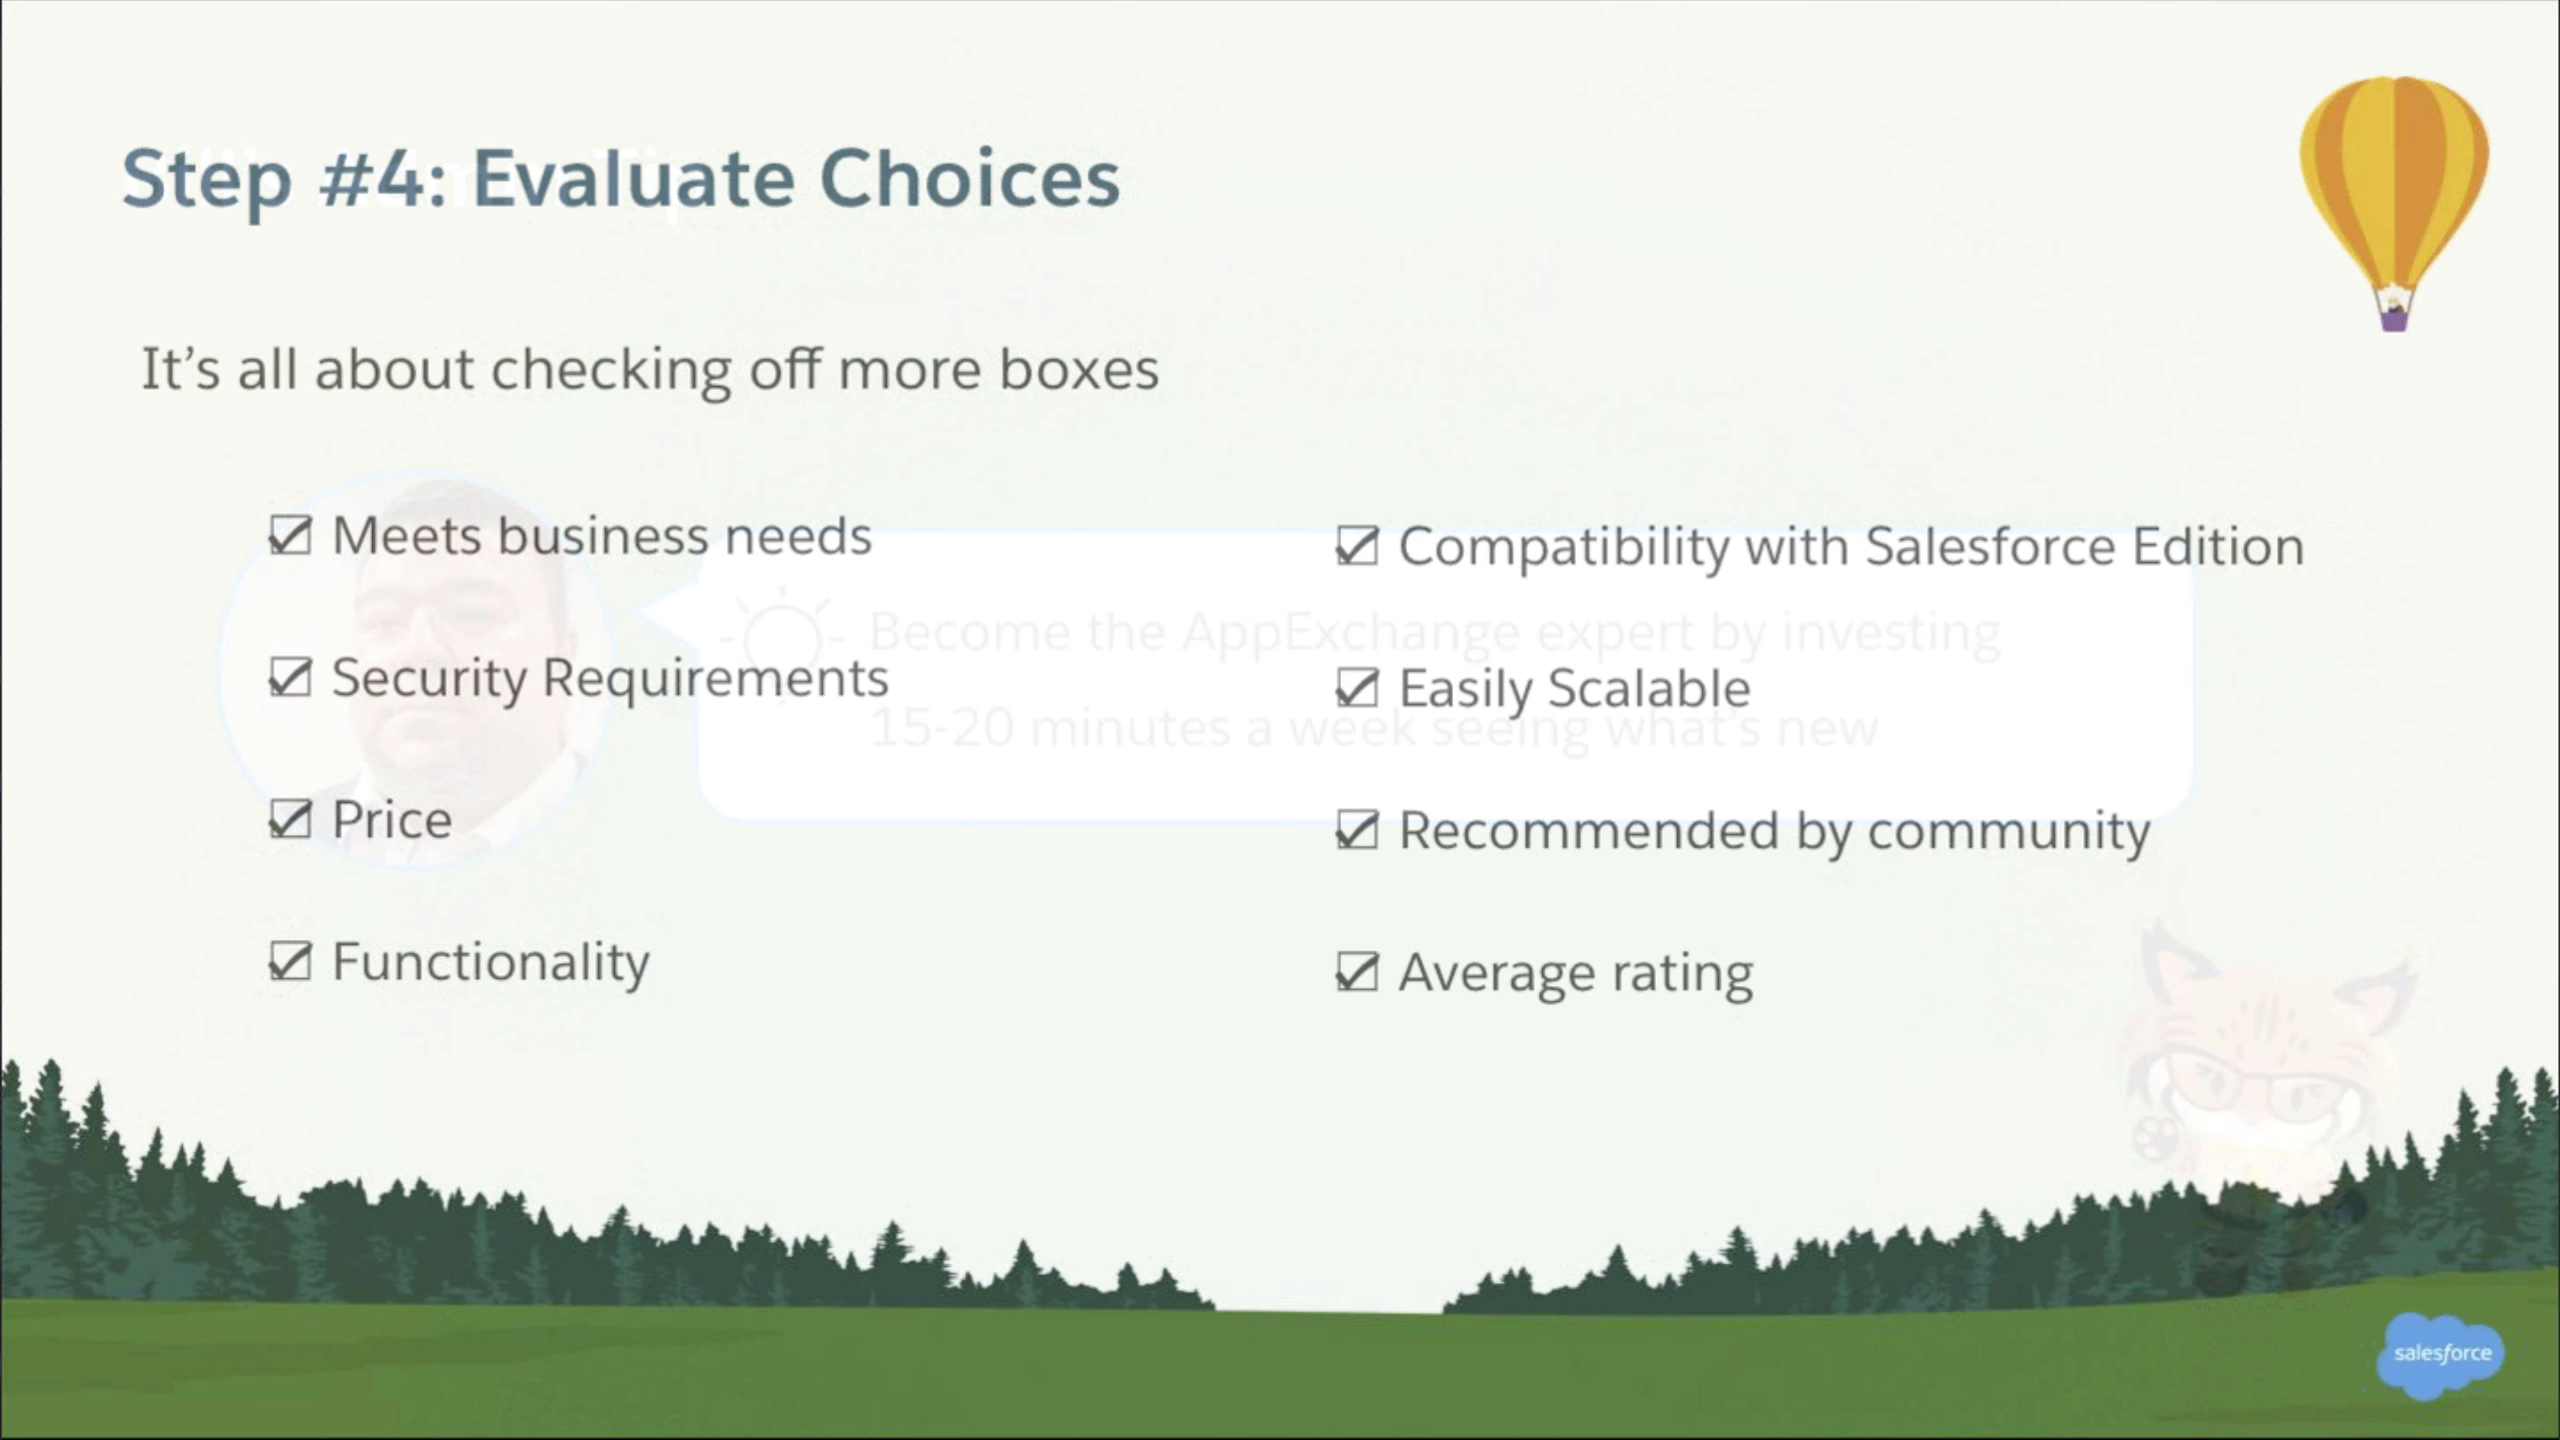 Step #4: Evaluate Choices
It's all about checking off more boxes
Meets business needs
Security Requirements
Price
Functionality
Compatibility with Salesforce Edition
Easily Scalable
Recommended by community
Average rating
Become the AppExchange expert by investing
15-20 minutes a week seeing what's new
salesforce